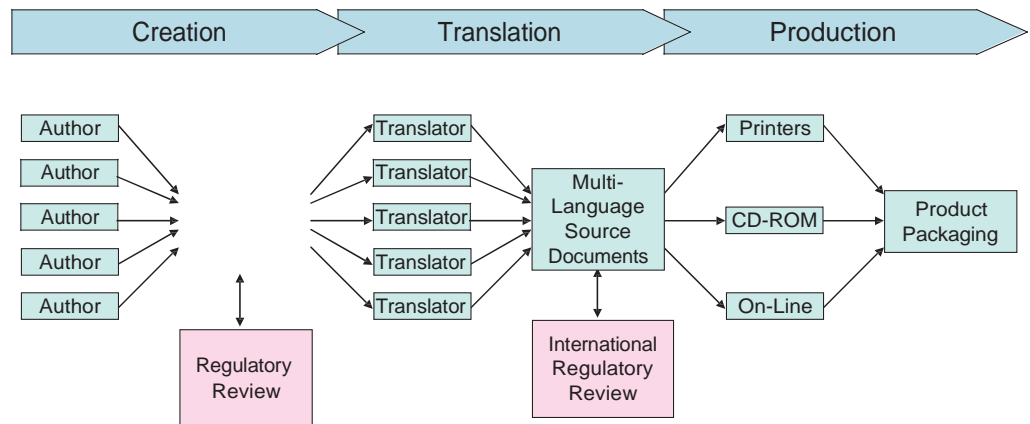 Creation
Translation
Production
Author
Author
Author
Author
Author
Regulatory
Review
Translator
Translator
Translator
Translator
Translator
Multi-
Language
Source
Documents
International
Regulatory
Review
Printers
CD-ROM
On-Line
Product
Packaging